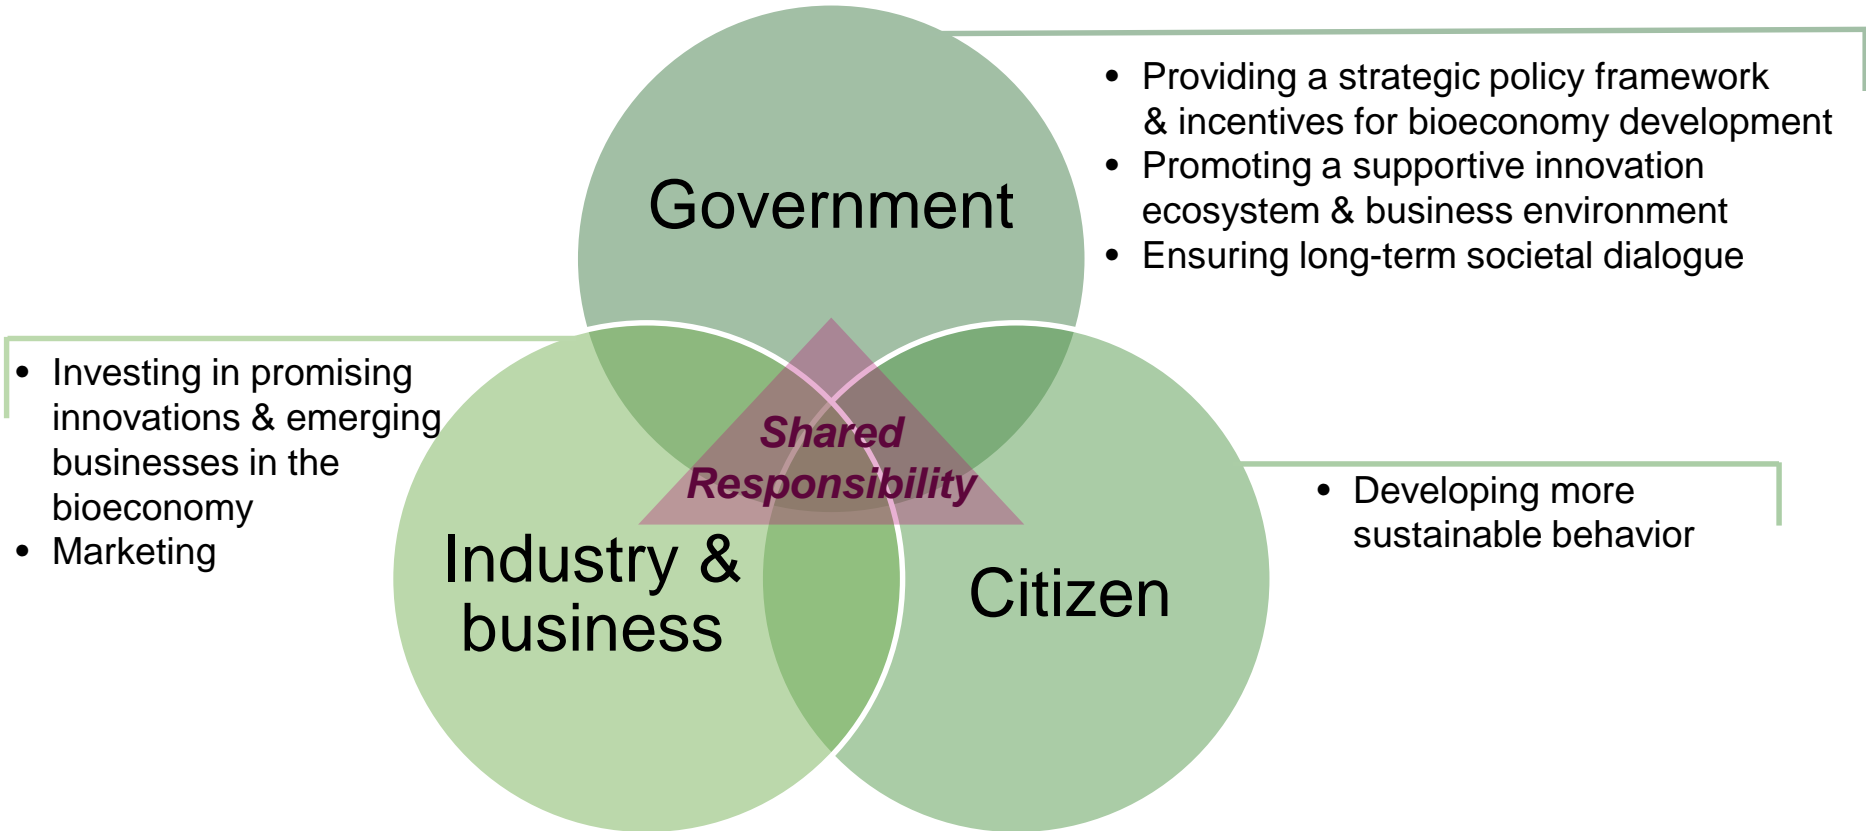 Government
• Providing a strategic policy framework
& incentives for bioeconomy development
• Promoting a supportive innovation
ecosystem & business environment
• Ensuring long-term societal dialogue
• Investing in promising
innovations & emerging
businesses in the
bioeconomy
• Marketing
Shared
Responsibility
Industry &
business
Citizen
• Developing more
sustainable behavior